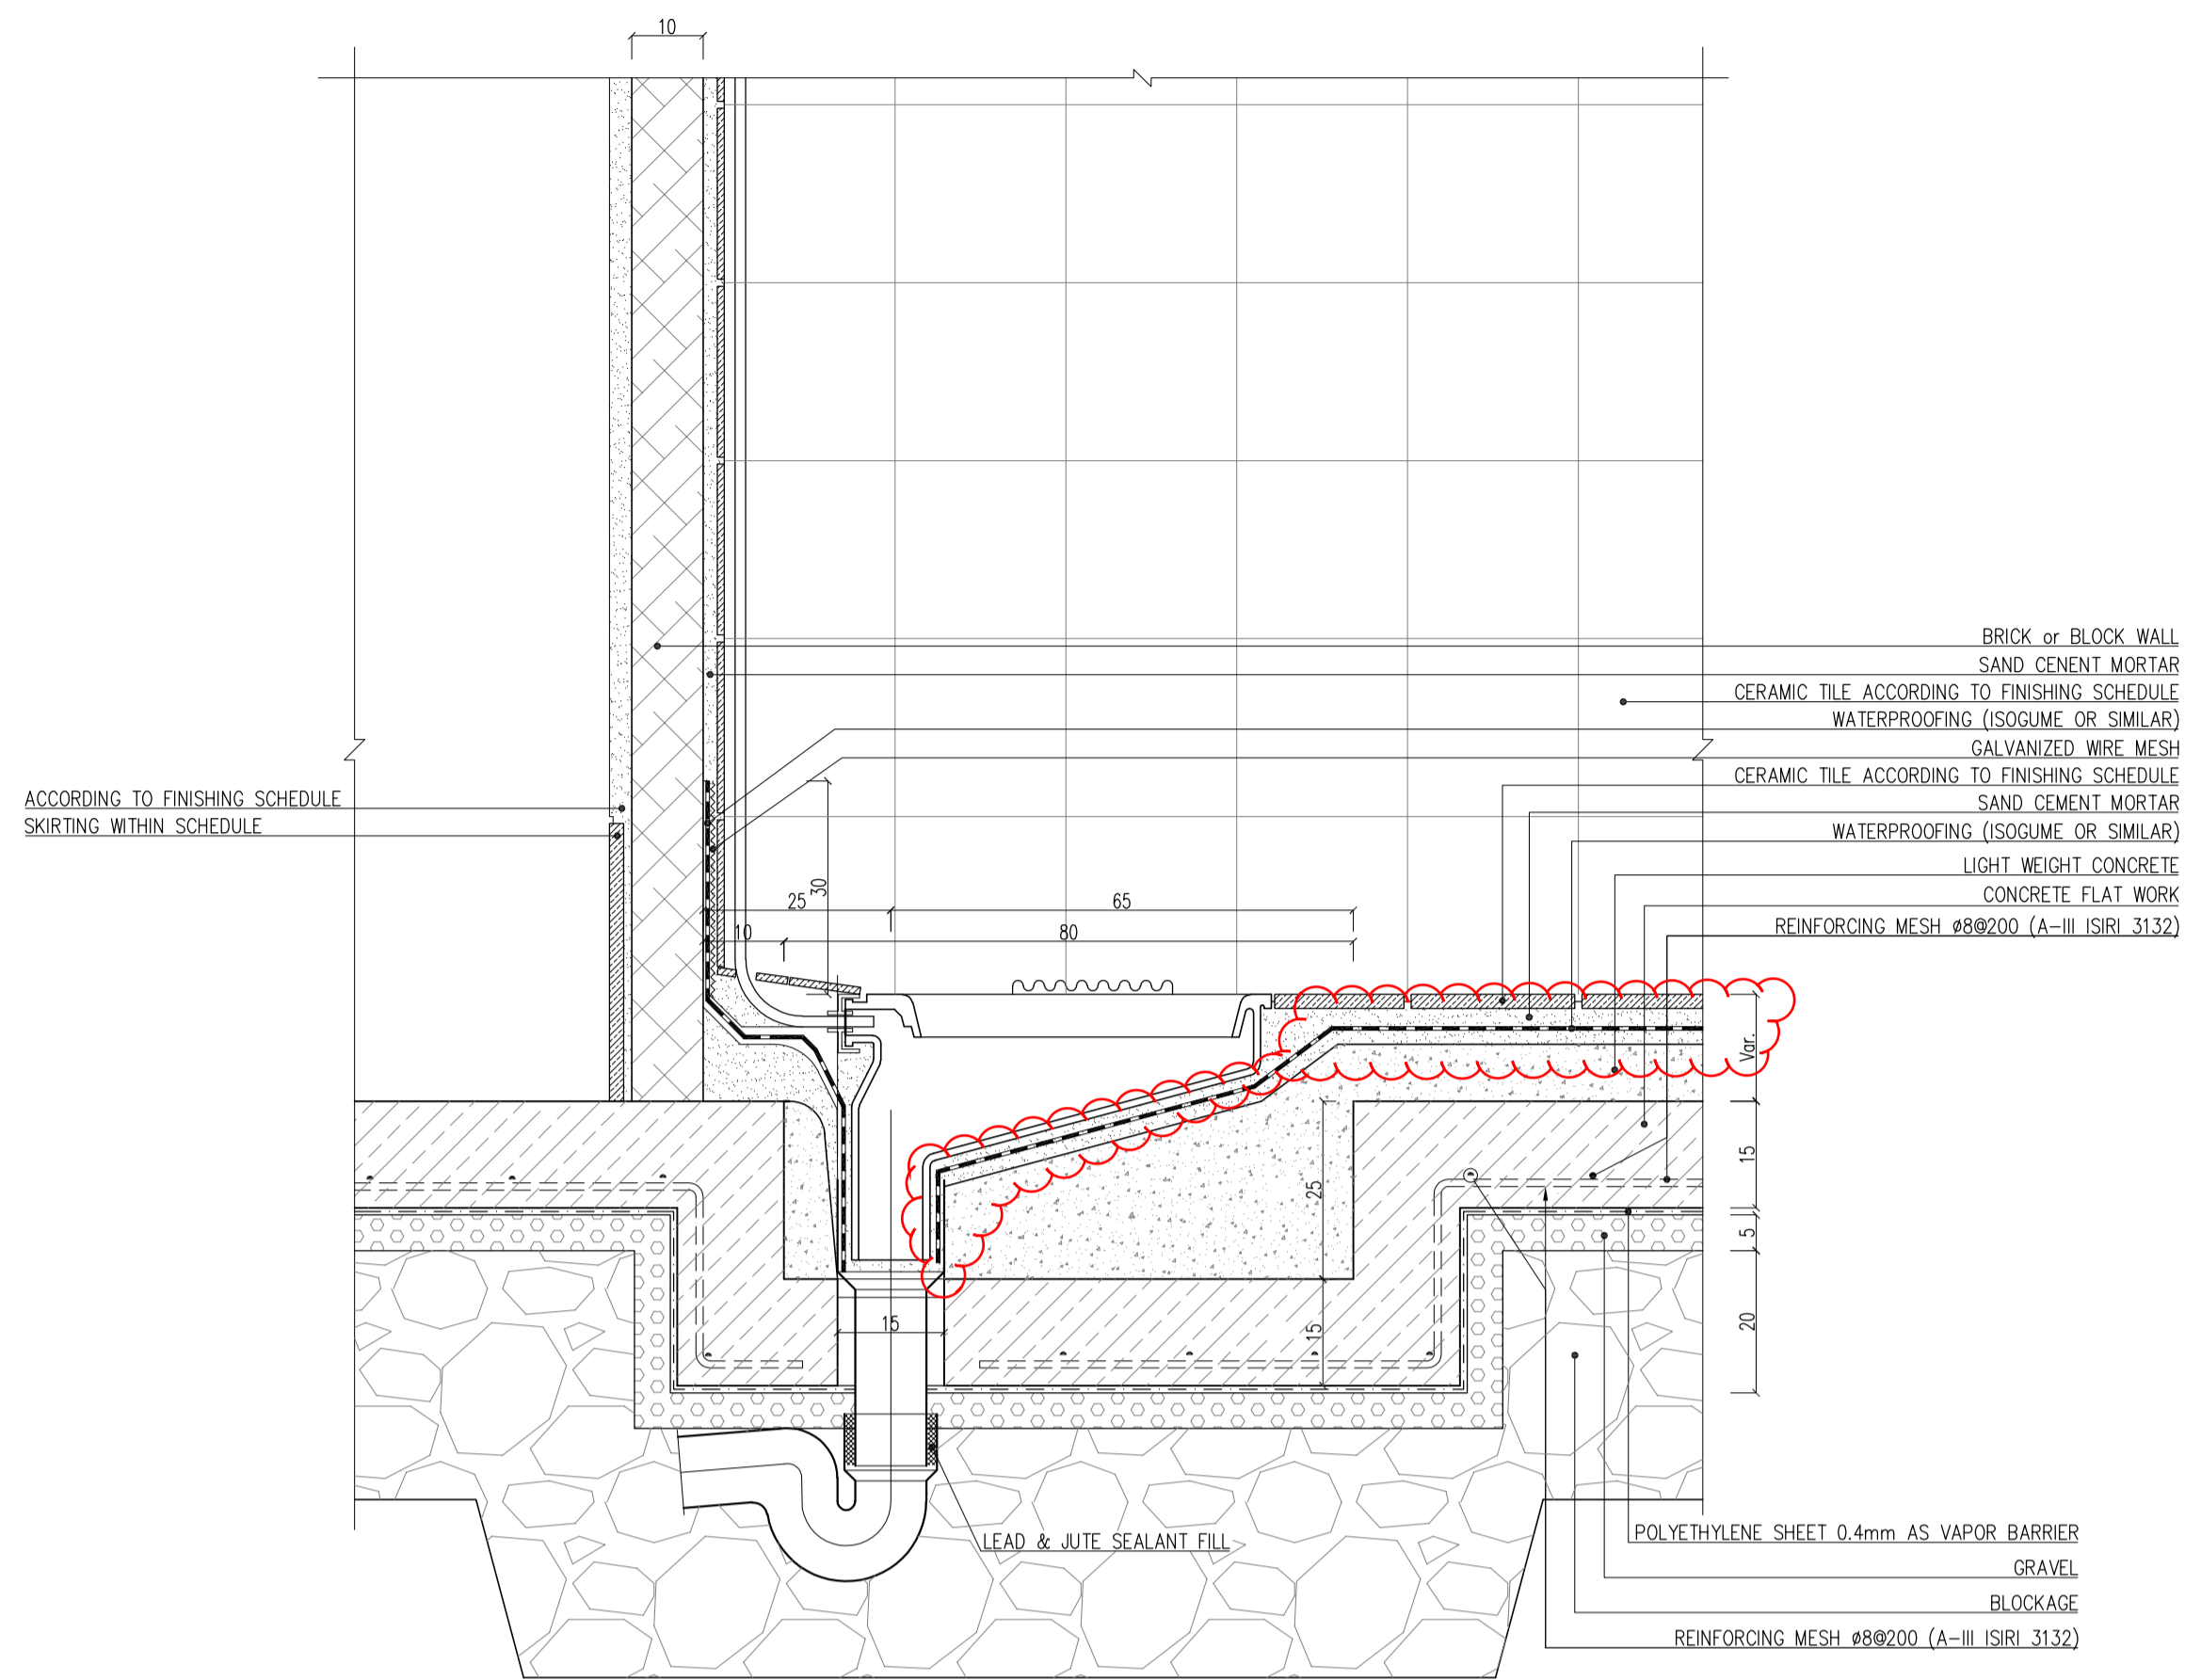 10
BRICK or BLOCK WALL
SAND CENENT MORTAR
CERAMIC TILE ACCORDING TO FINISHING SCHEDULE
WATERPROOFING (ISOGUME OR SIMILAR)
GALVANIZED WIRE MESH
CERAMIC TILE ACCORDING TO FINISHING SCHEDULE
ACCORDING TO FINISHING SCHEDULE
SAND CEMENT MORTAR
SKIRTING WITHIN SCHEDULE
WATERPROOFING (ISOGUME OR SIMILAR)
LIGHT WEIGHT CONCRETE
30
CONCRETE FLAT WORK
25
65
REINFORCING MESH ø8@200 (A-III ISIRI 3132)
10
80
Var.
15
25
5
20
15
15
POLYETHYLENE SHEET 0.4mm AS VAPOR BARRIER
LEAD & JUTE SEALANT FILL
GRAVEL
BLOCKAGE
REINFORCING MESH ø8@200 (A-III ISIRI 3132)